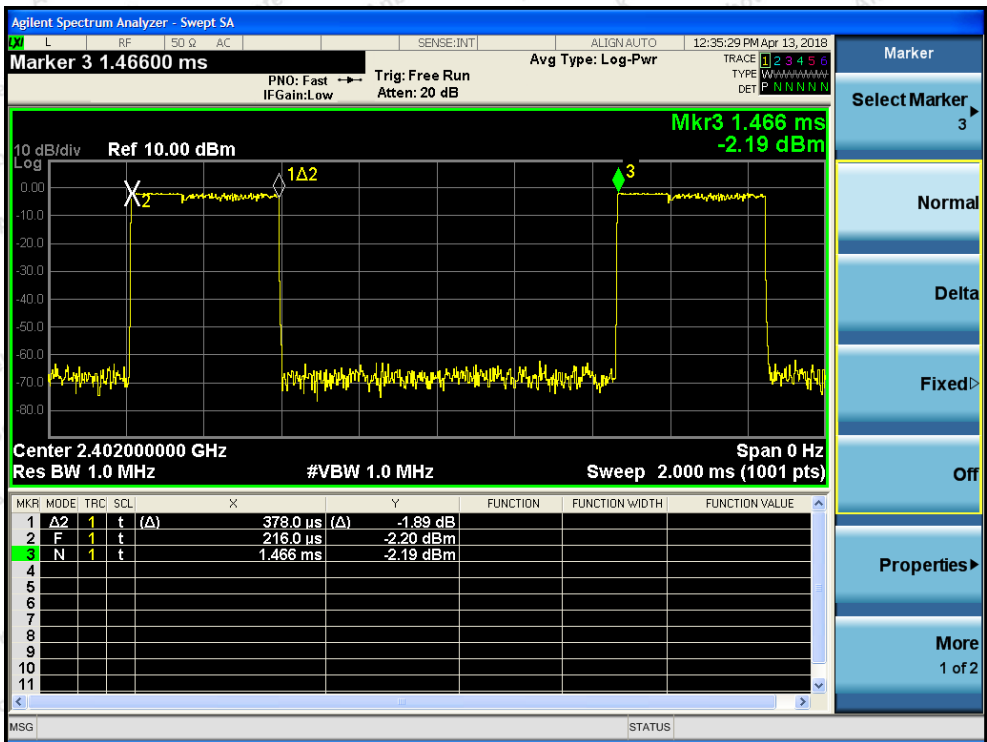 Agilent Spectrum Analyzer - Swept SA
LXI L RF 50 Ω AC SENSE:INT ALIGN AUTO 12:35:29 PM Apr 13, 2018
Marker 3 1.46600 ms
PNO: Fast
IFGain:Low
Trig: Free Run
Atten: 20 dB
Avg Type: Log-Pwr
TRACE 1 2 3 4 5 6
TYPE W
DET P N N N N N
Mkr3 1.466 ms
-2.19 dBm
10 dB/div Ref 10.00 dBm
Log
0.00
-10.0
-20.0
-30.0
-40.0
-50.0
-60.0
-70.0
-80.0
2
1Δ2
3
Center 2.402000000 GHz Span 0 Hz
Res BW 1.0 MHz #VBW 1.0 MHz Sweep 2.000 ms (1001 pts)
MKR MODE TRC SCL X Y FUNCTION FUNCTION WIDTH FUNCTION VALUE
1 Δ2 1 t (Δ) 378.0 µs (Δ) -1.89 dB
2 F 1 t 216.0 µs -2.20 dBm
3 N 1 t 1.466 ms -2.19 dBm
4
5
6
7
8
9
10
11
MSG STATUS
Marker
Select Marker
3
Normal
Delta
Fixed
Off
Properties
More
1 of 2